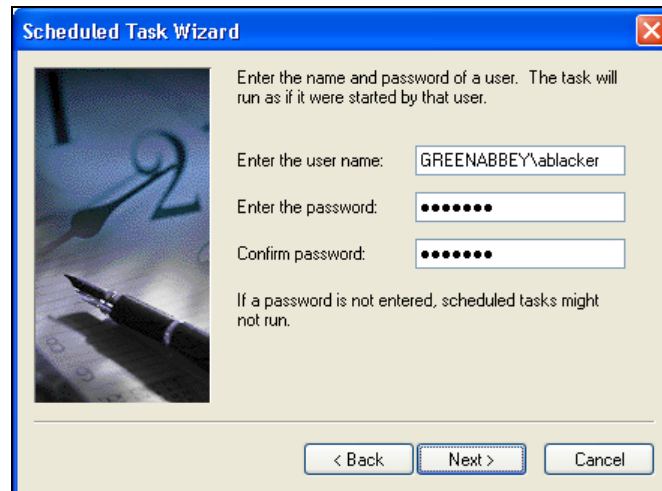 Scheduled Task Wizard
Enter the name and password of a user. The task will
run as if it were started by that user.
Enter the user name: GREENABBEY\ablacker
Enter the password: •••••••
Confirm password: •••••••
If a password is not entered, scheduled tasks might
not run.
< Back Next > Cancel